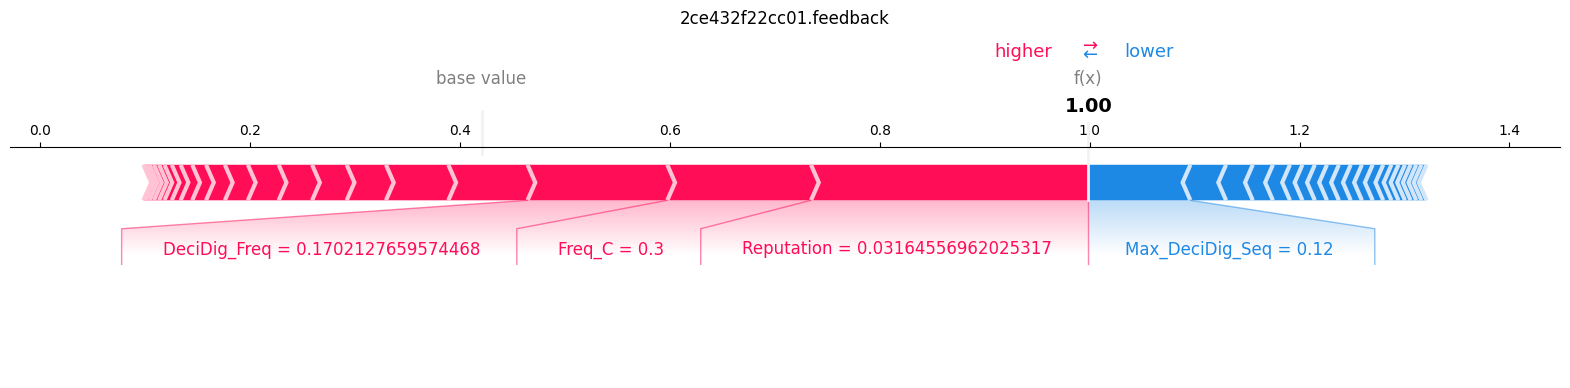 2ce432f22cc01.feedback
higher ⇄ lower
base value f(x)
1.00
0.0 0.2 0.4 0.6 0.8 1.0 1.2 1.4
DeciDig_Freq = 0.1702127659574468 Freq_C = 0.3 Reputation = 0.03164556962025317 Max_DeciDig_Seq = 0.12